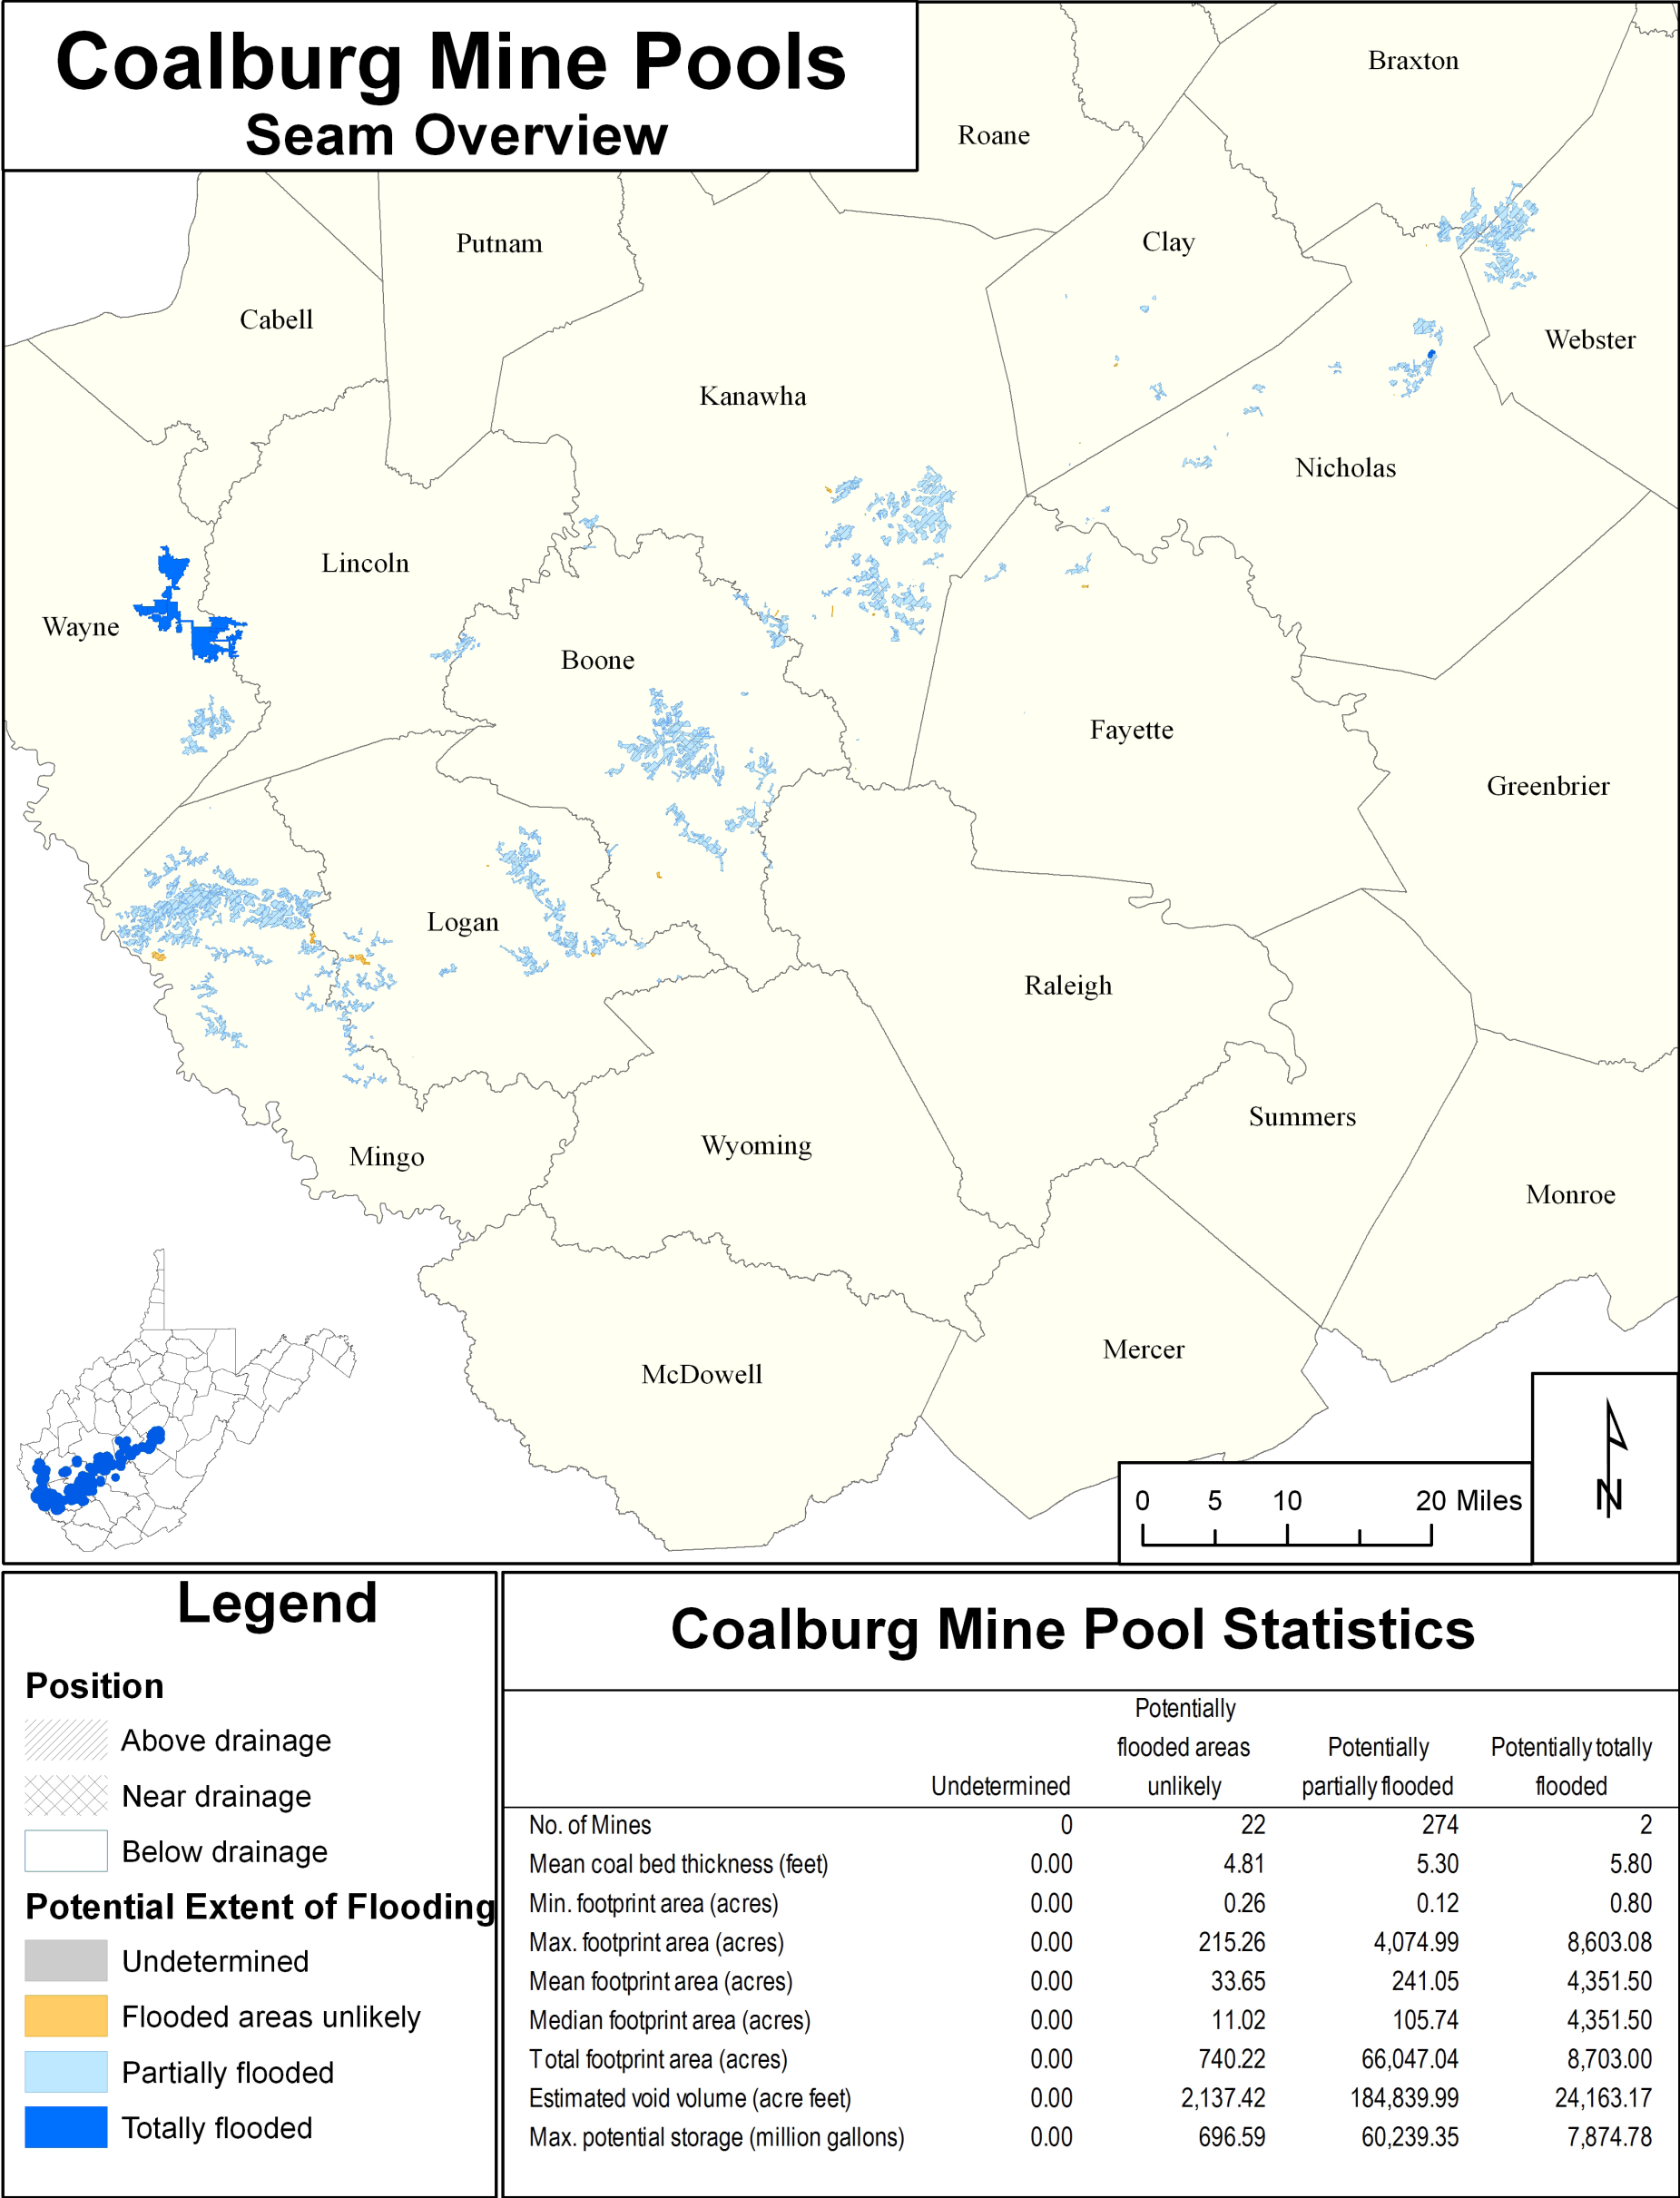 Coalburg Mine Pools
Seam Overview
Braxton
Roane
Clay
Putnam
Cabell
Webster
Kanawha
Nicholas
Lincoln
Wayne
Boone
Fayette
Greenbrier
Logan
Raleigh
Summers
Wyoming
Mingo
Monroe
Mercer
McDowell
0 5 10 20 Miles
N
Legend
Position
Above drainage
Near drainage
Below drainage
Potential Extent of Flooding
Undetermined
Flooded areas unlikely
Partially flooded
Totally flooded
Coalburg Mine Pool Statistics
Potentially
flooded areas Potentially Potentially totally
Undetermined unlikely partially flooded flooded
No. of Mines 0 22 274 2
Mean coal bed thickness (feet) 0.00 4.81 5.30 5.80
Min. footprint area (acres) 0.00 0.26 0.12 0.80
Max. footprint area (acres) 0.00 215.26 4,074.99 8,603.08
Mean footprint area (acres) 0.00 33.65 241.05 4,351.50
Median footprint area (acres) 0.00 11.02 105.74 4,351.50
Total footprint area (acres) 0.00 740.22 66,047.04 8,703.00
Estimated void volume (acre feet) 0.00 2,137.42 184,839.99 24,163.17
Max. potential storage (million gallons) 0.00 696.59 60,239.35 7,874.78